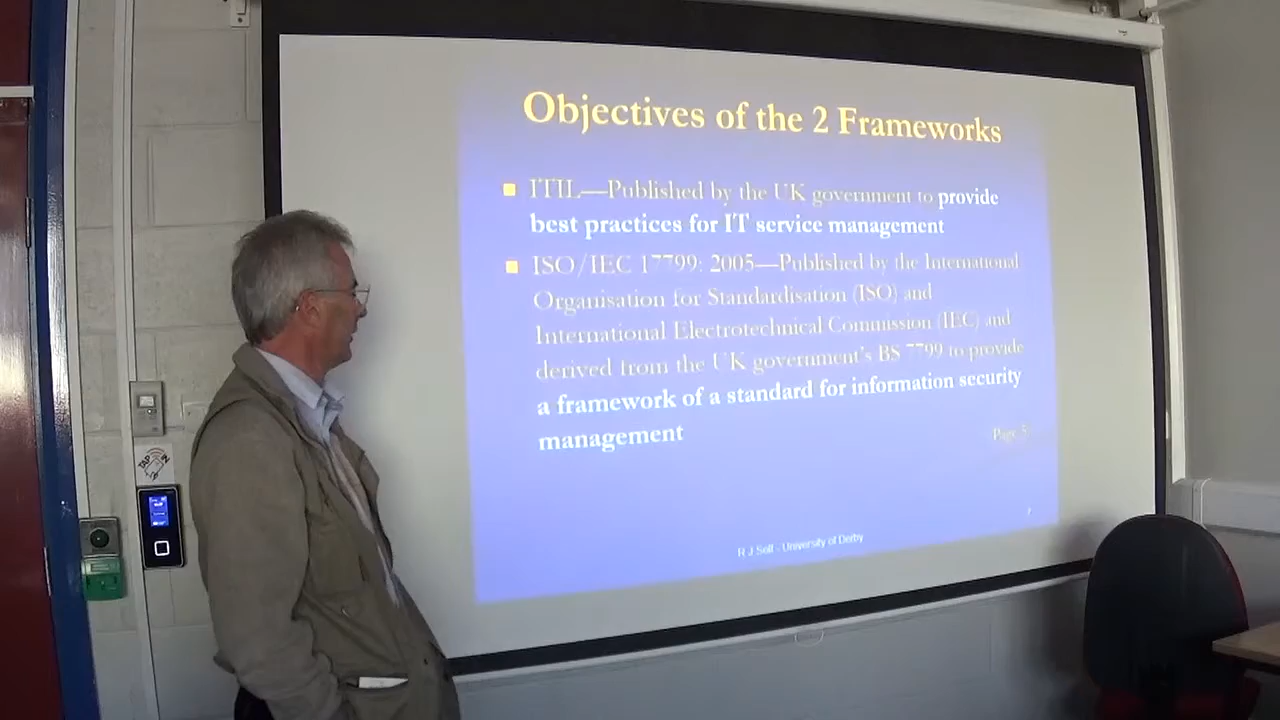 Objectives of the 2 Frameworks
ITIL—Published by the UK government to provide
best practices for IT service management
ISO/IEC 17799: 2005—Published by the International
Organisation for Standardisation (ISO) and
International Electrotechnical Commission (IEC) and
derived from the UK government's BS 7799 to provide
a framework of a standard for information security
management
Page 5
R J Self - University of Derby
TAP